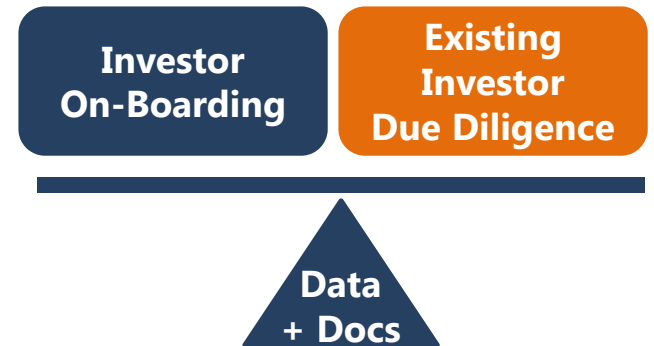 Investor
On-Boarding
Existing
Investor
Due Diligence
Data
+ Docs